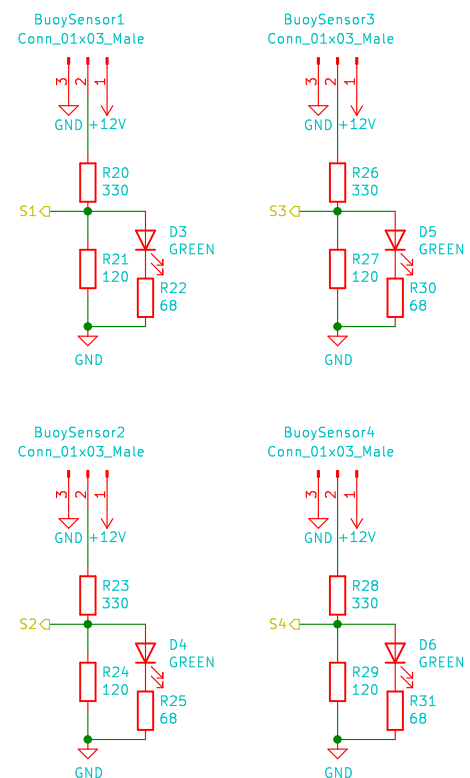 BuoySensor1
Conn_01x03_Male
3
2
1
GND
+12V
R20
330
S1
D3
GREEN
R21
120
R22
68
GND
BuoySensor3
Conn_01x03_Male
3
2
1
GND
+12V
R26
330
S3
D5
GREEN
R27
120
R30
68
GND
BuoySensor2
Conn_01x03_Male
3
2
1
GND
+12V
R23
330
S2
D4
GREEN
R24
120
R25
68
GND
BuoySensor4
Conn_01x03_Male
3
2
1
GND
+12V
R28
330
S4
D6
GREEN
R29
120
R31
68
GND